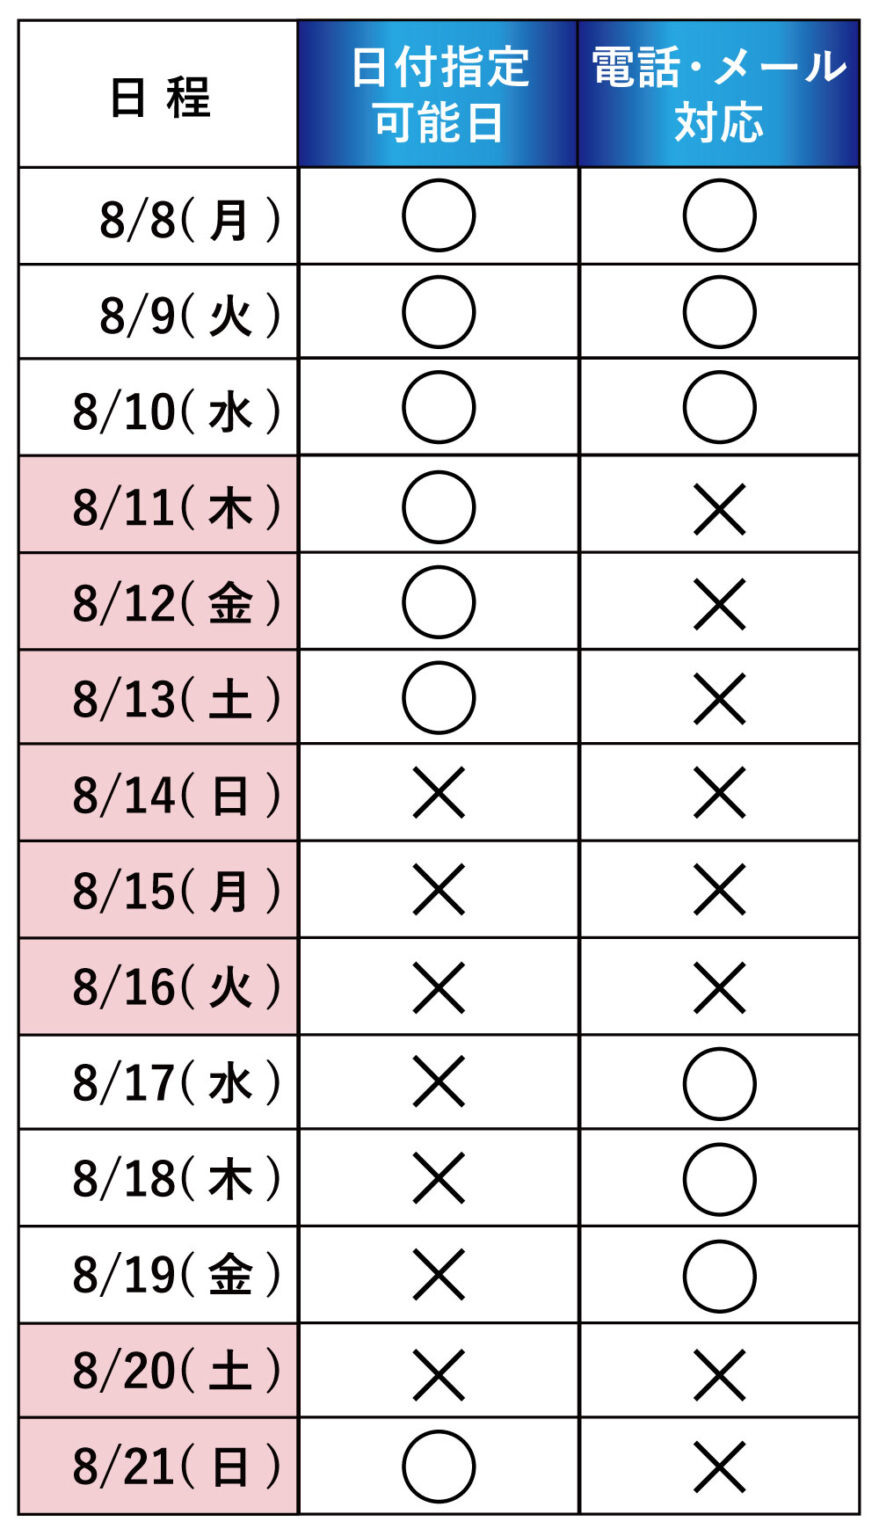 日程 日付指定可能日 電話・メール対応
8/8(月) ○ ○
8/9(火) ○ ○
8/10(水) ○ ○
8/11(木) ○ ×
8/12(金) ○ ×
8/13(土) ○ ×
8/14(日) × ×
8/15(月) × ×
8/16(火) × ×
8/17(水) × ○
8/18(木) × ○
8/19(金) × ○
8/20(土) × ×
8/21(日) ○ ×